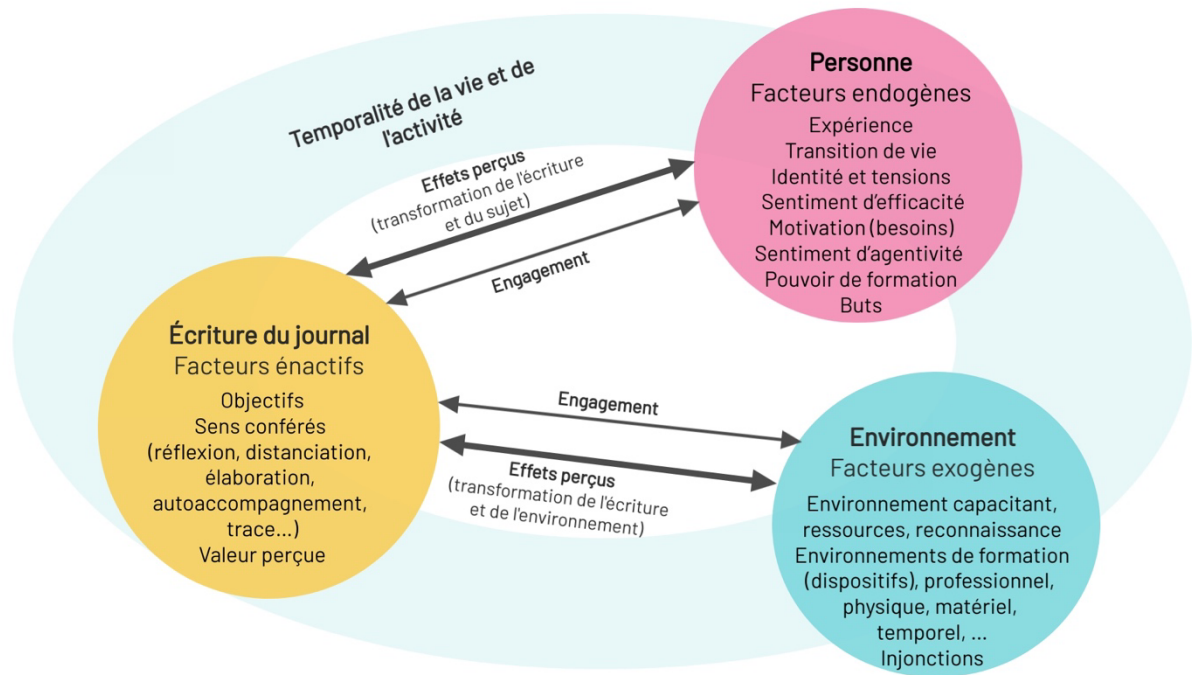 Temporalité de la vie et de
l'activité
Personne
Facteurs endogènes
Expérience
Transition de vie
Identité et tensions
Sentiment d'efficacité
Motivation (besoins)
Sentiment d'agentivité
Pouvoir de formation
Buts
Effets perçus
(transformation de l'écriture
et du sujet)
Engagement
Écriture du journal
Facteurs énactifs
Objectifs
Sens conférés
(réflexion, distanciation,
élaboration,
autoaccompagnement,
trace...)
Valeur perçue
Engagement
Effets perçus
(transformation de l'écriture
et de l'environnement)
Environnement
Facteurs exogènes
Environnement capacitant,
ressources, reconnaissance
Environnements de formation
(dispositifs), professionnel,
physique, matériel,
temporel, ...
Injonctions